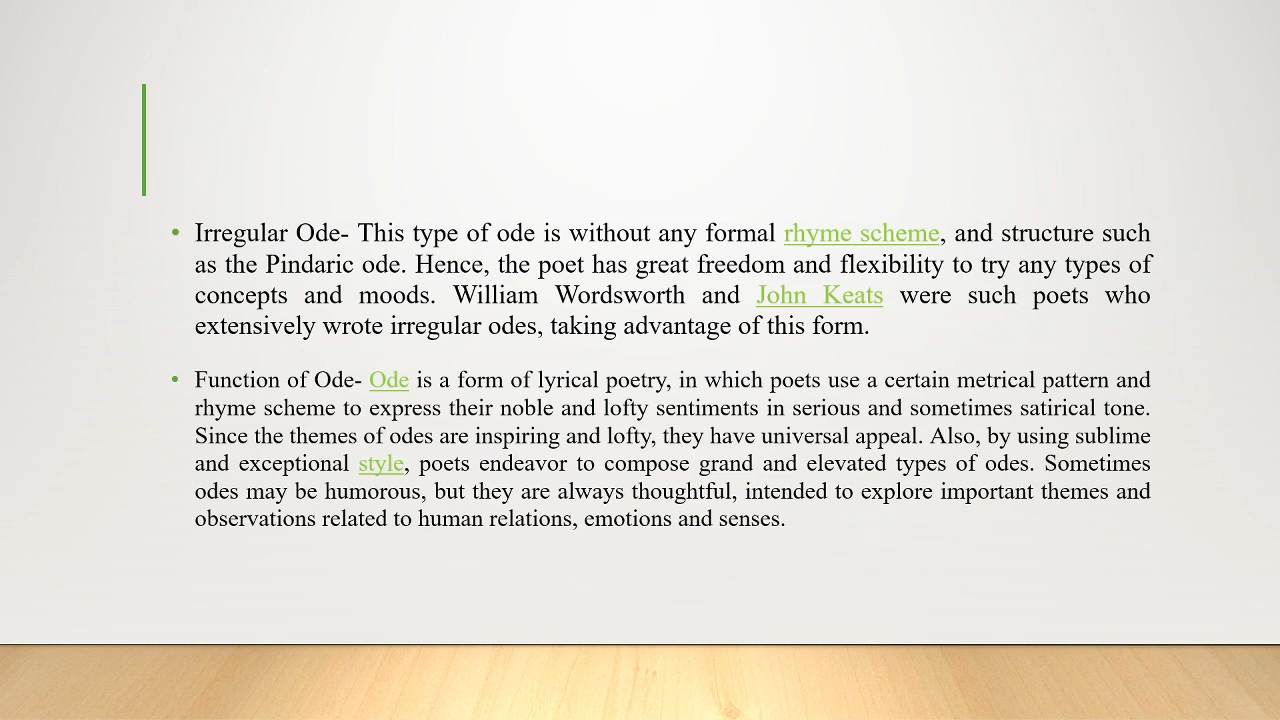 • Irregular Ode- This type of ode is without any formal rhyme scheme, and structure such
as the Pindaric ode. Hence, the poet has great freedom and flexibility to try any types of
concepts and moods. William Wordsworth and John Keats were such poets who
extensively wrote irregular odes, taking advantage of this form.
• Function of Ode- Ode is a form of lyrical poetry, in which poets use a certain metrical pattern and
rhyme scheme to express their noble and lofty sentiments in serious and sometimes satirical tone.
Since the themes of odes are inspiring and lofty, they have universal appeal. Also, by using sublime
and exceptional style, poets endeavor to compose grand and elevated types of odes. Sometimes
odes may be humorous, but they are always thoughtful, intended to explore important themes and
observations related to human relations, emotions and senses.